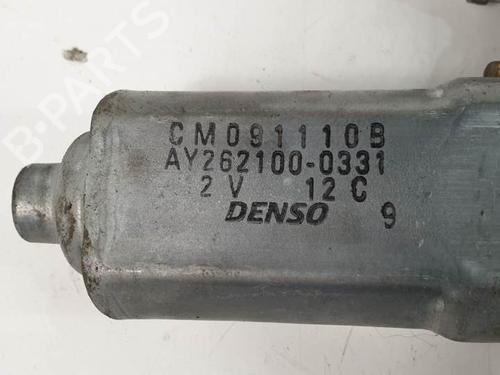 B-PARTS
CM091110B
AY262100-0331
2 V 12 C
DENSO 9